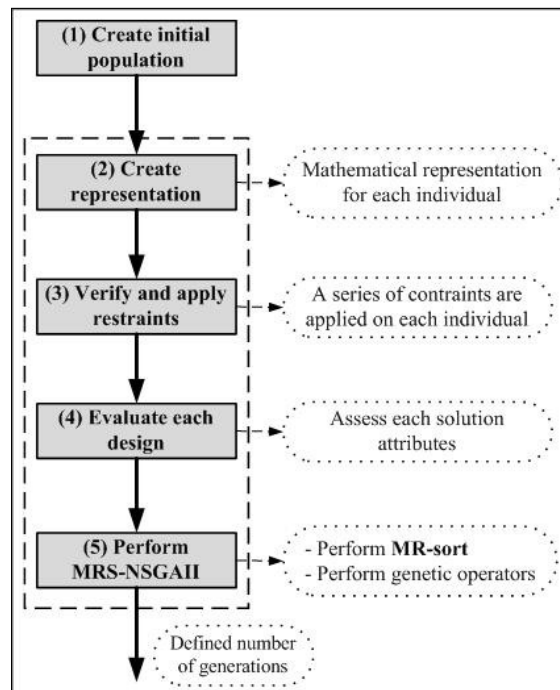 (1) Create initial
population
(2) Create
representation
Mathematical representation
for each individual
(3) Verify and apply
restraints
A series of contraints are
applied on each individual
(4) Evaluate each
design
Assess each solution
attributes
(5) Perform
MRS-NSGAII
- Perform MR-sort
- Perform genetic operators
Defined number
of generations